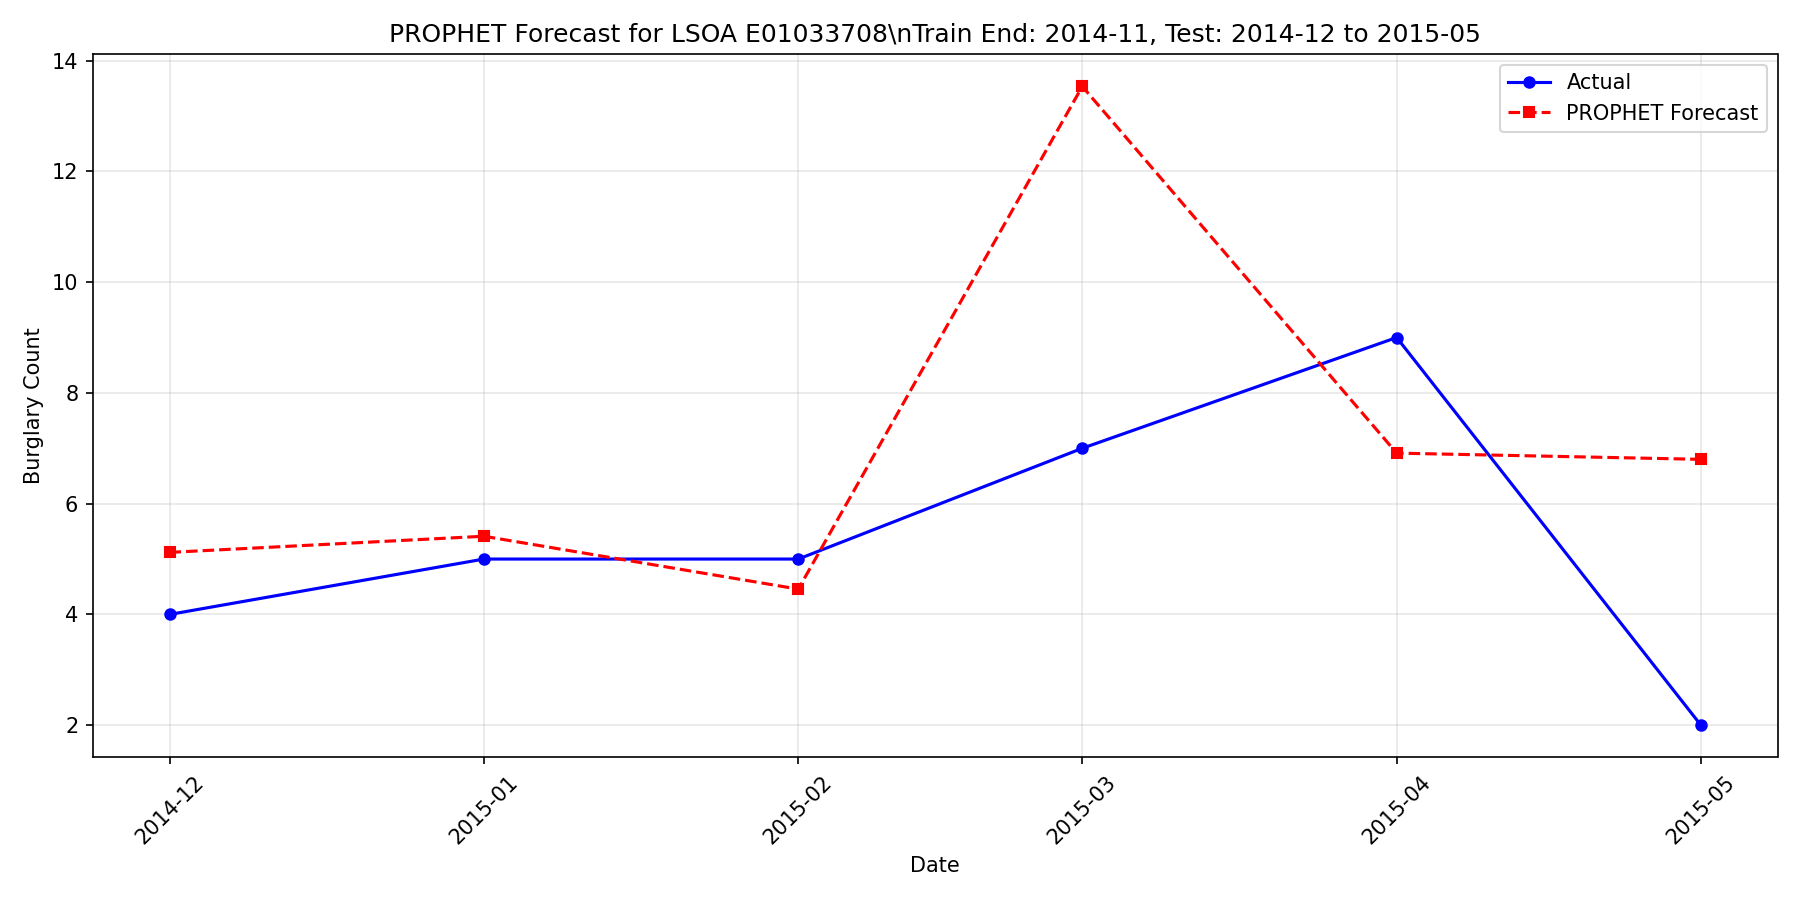 PROPHET Forecast for LSOA E01033708\nTrain End: 2014-11, Test: 2014-12 to 2015-05
Actual
PROPHET Forecast
Burglary Count
14
12
10
8
6
4
2
2014-12
2015-01
2015-02
2015-03
2015-04
2015-05
Date